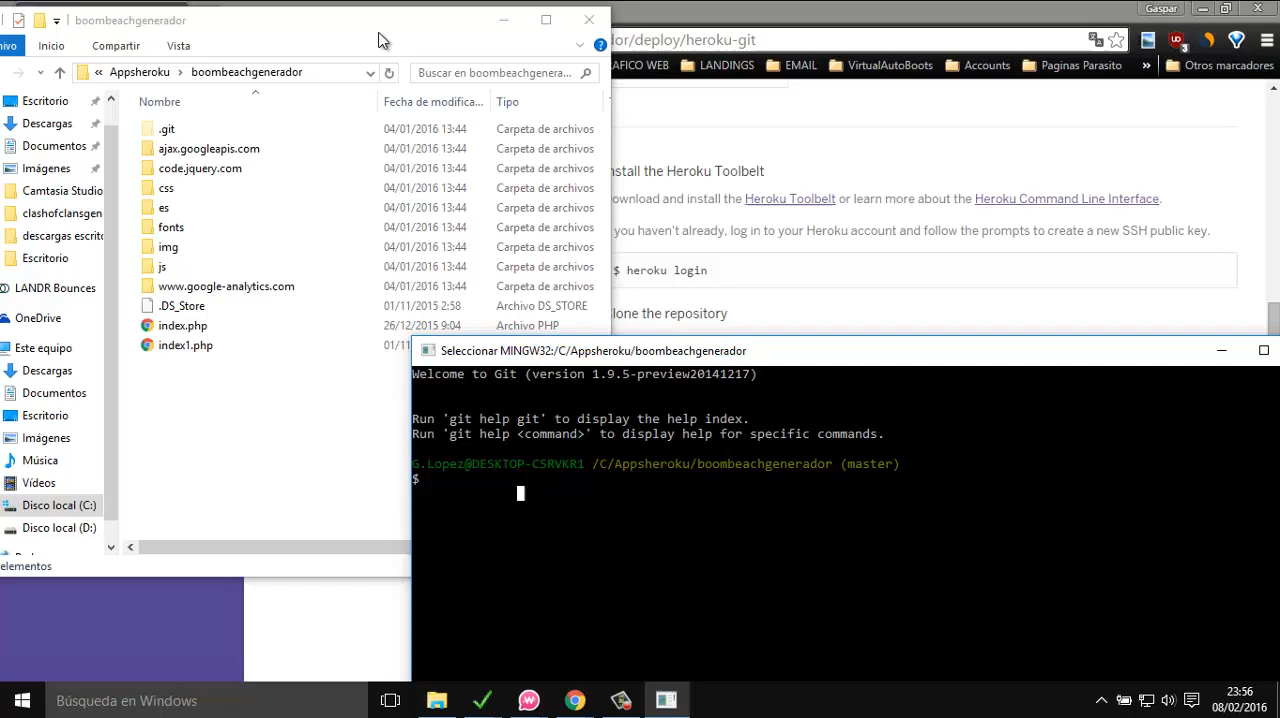 boombeachgenerador
Gaspar
ivo Inicio Compartir Vista
or/deploy/heroku-git
« Appsheroku › boombeachgenerador
Buscar en boombeachgenera...
AFICO WEB LANDINGS EMAIL VirtualAutoBoots Accounts Paginas Parasito » Otros marcadores
Nombre Fecha de modifica... Tipo
Escritorio
Descargas
Documentos
Imágenes
Camtasia Studio
clashofclansgen
descargas escrito
Escritorio
LANDR Bounces
OneDrive
Este equipo
Descargas
Documentos
Escritorio
Imágenes
Música
Vídeos
Disco local (C:)
Disco local (D:)
elementos
.git 04/01/2016 13:44 Carpeta de archivos
ajax.googleapis.com 04/01/2016 13:44 Carpeta de archivos
code.jquery.com 04/01/2016 13:44 Carpeta de archivos
css 04/01/2016 13:44 Carpeta de archivos
es 04/01/2016 13:44 Carpeta de archivos
fonts 04/01/2016 13:44 Carpeta de archivos
img 04/01/2016 13:44 Carpeta de archivos
js 04/01/2016 13:44 Carpeta de archivos
www.google-analytics.com 04/01/2016 13:44 Carpeta de archivos
.DS_Store 01/11/2015 2:58 Archivo DS_STORE
index.php 26/12/2015 9:04 Archivo PHP
index1.php 01/11
nstall the Heroku Toolbelt
ownload and install the Heroku Toolbelt or learn more about the Heroku Command Line Interface.
you haven't already, log in to your Heroku account and follow the prompts to create a new SSH public key.
$ heroku login
lone the repository
Seleccionar MINGW32:/C/Appsheroku/boombeachgenerador
Welcome to Git (version 1.9.5-preview20141217)
Run 'git help git' to display the help index.
Run 'git help <command>' to display help for specific commands.
G.Lopez@DESKTOP-CSRVKR1 /C/Appsheroku/boombeachgenerador (master)
$
Búsqueda en Windows
23:56
08/02/2016